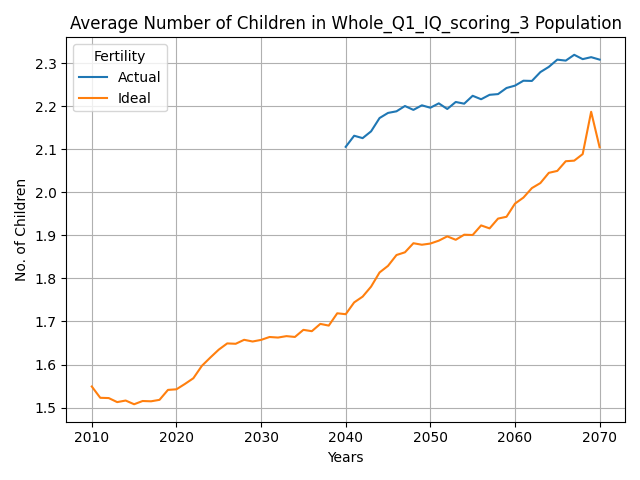 Average Number of Children in Whole_Q1_IQ_scoring_3 Population
Fertility
Actual
Ideal
No. of Children
2.3
2.2
2.1
2.0
1.9
1.8
1.7
1.6
1.5
2010 2020 2030 2040 2050 2060 2070
Years